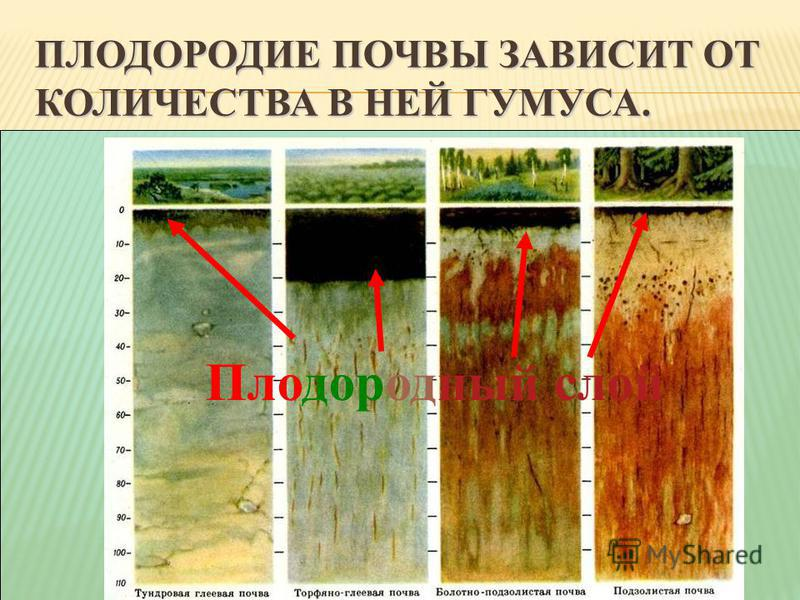 ПЛОДОРОДИЕ ПОЧВЫ ЗАВИСИТ ОТ
КОЛИЧЕСТВА В НЕЙ ГУМУСА.
0
10
20
30
40
50
60
70
80
90
100
110
Плодородный слой
Тундровая глеевая почва
Торфяно-глеевая почва
Болотно-подзолистая почва
Подзолистая почва
MyShared